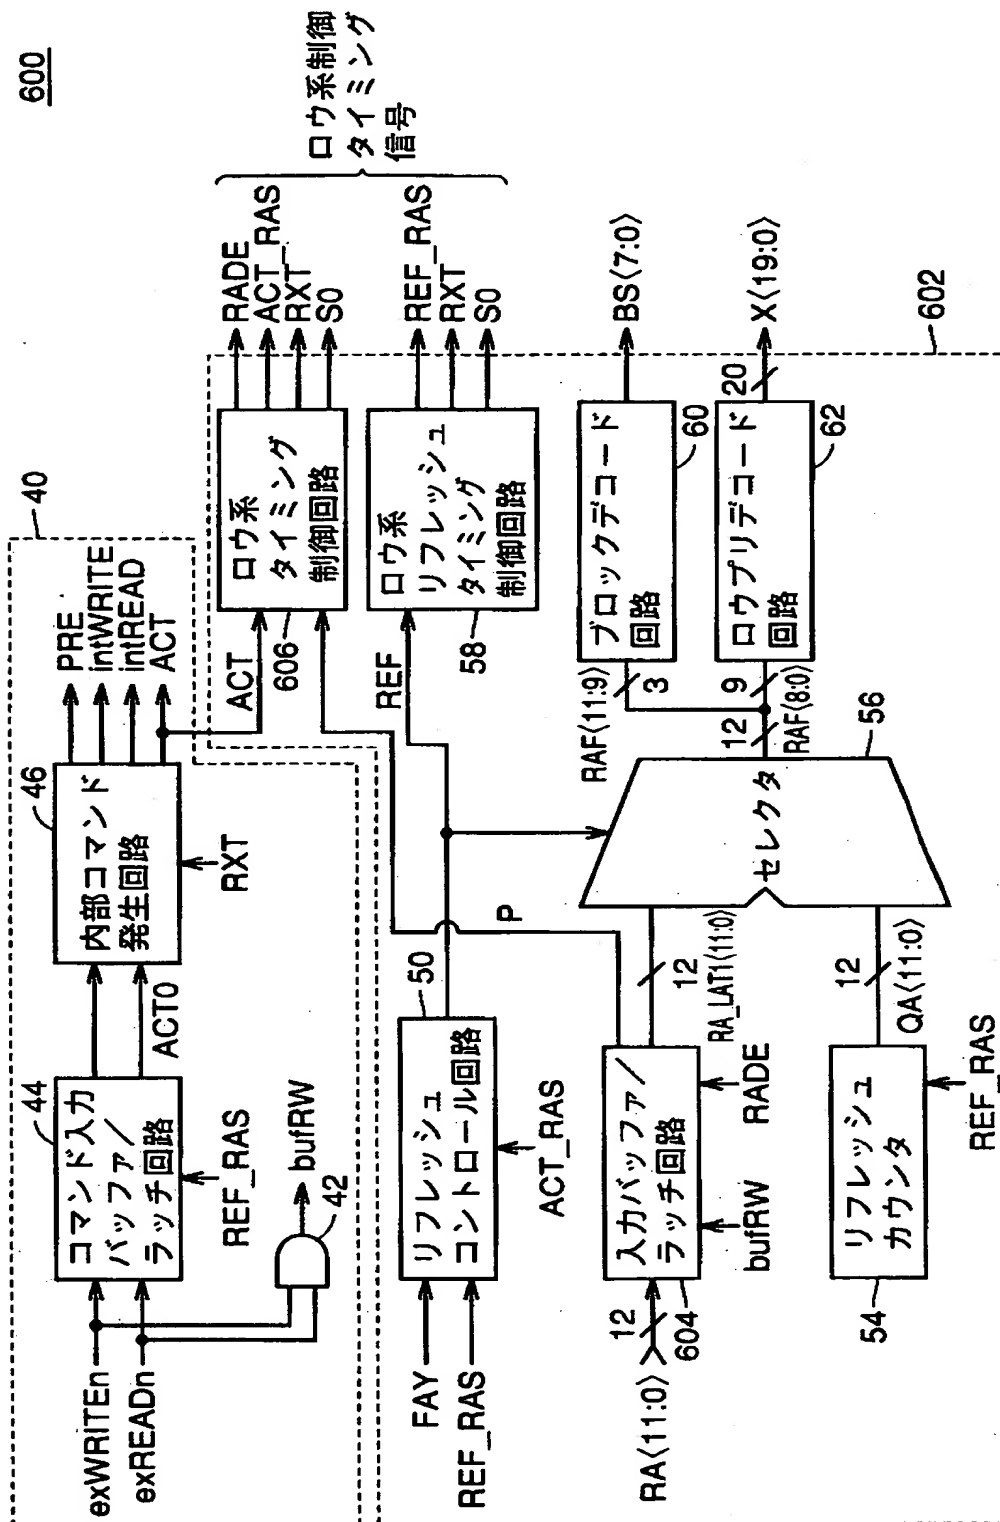 600
40
44
コマンド入力
バッファ/
ラッチ回路
46
内部コマンド
発生回路
exWRITEn
exREADn
REF_RAS
ACT0
RXT
bufRW
42
PRE
intWRITE
intREAD
ACT
ACT
606
ロウ系
タイミング
制御回路
RADE
ACT_RAS
RXT
S0
ロウ系制御
タイミング
信号
FAY
REF_RAS
50
リフレッシュ
コントロール回路
ACT_RAS
P
REF
58
ロウ系
リフレッシュ
タイミング
制御回路
REF_RAS
RXT
S0
RA⟨11:0⟩
12
604
入力バッファ/
ラッチ回路
bufRW
RADE
12
RA_LAT1⟨11:0⟩
54
リフレッシュ
カウンタ
REF_RAS
12
QA⟨11:0⟩
セレクタ
56
12
RAF⟨11:9⟩
3
9
RAF⟨8:0⟩
ブロックデコード
回路
60
BS⟨7:0⟩
ロウプリデコード
回路
62
20
X⟨19:0⟩
602